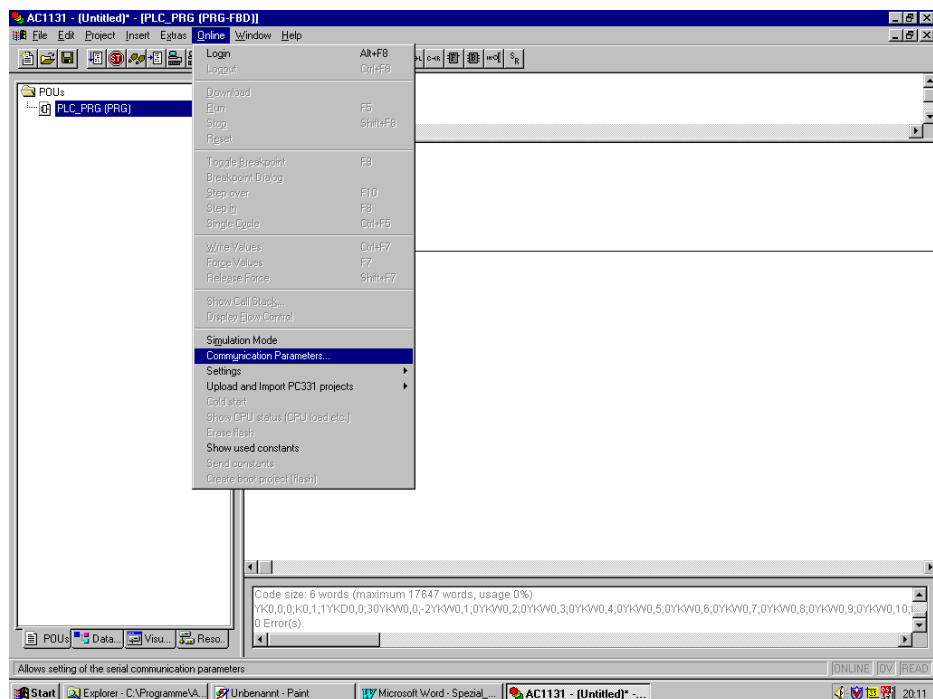 AC1131 - (Untitled)* - [PLC_PRG (PRG-FBD)]
File Edit Project Insert Extras Online Window Help
POUs
PLC_PRG (PRG)
Login Alt+F8
Logout Ctrl+F8
Download
Run F5
Stop Shift+F8
Reset
Toggle Breakpoint F9
Breakpoint Dialog
Step over F10
Step in F8
Single Cycle Ctrl+F5
Write Values Ctrl+F7
Force Values F7
Release Force Shift+F7
Show Call Stack...
Display Flow Control
Simulation Mode
Communication Parameters...
Settings
Upload and Import PC331 projects
Cold start
Show CPU status (CPU load etc.)
Erase flash
Show used constants
Send constants
Create boot project (flash)
Code size: 6 words (maximum 17647 words, usage 0%)
YK0,0;0;K0,1;1YKD0,0;30YKW0,0;-2YKW0,1;0YKW0,2;0YKW0,3;0YKW0,4;0YKW0,5;0YKW0,6;0YKW0,7;0YKW0,8;0YKW0,9;0YKW0,10;
0 Error(s).
POUs Data... Visu... Reso...
Allows setting of the serial communication parameters ONLINE OV READ
Start Explorer - C:\Programme\A... Unbenannt - Paint Microsoft Word - Spezial_... AC1131 - (Untitled)* -... 20:11